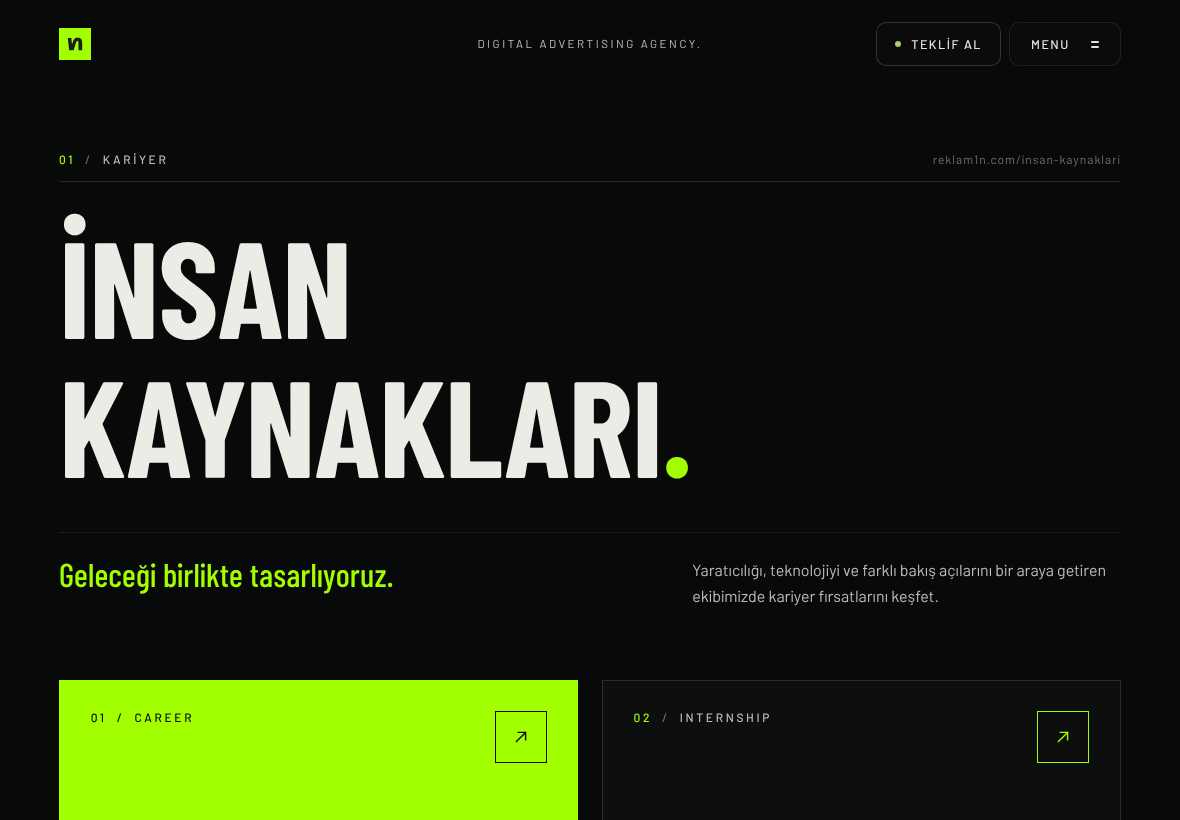 n
DIGITAL ADVERTISING AGENCY.
TEKLİF AL
MENU
01 / KARİYER
reklam1n.com/insan-kaynaklari
İNSAN
KAYNAKLARI.
Geleceği birlikte tasarlıyoruz.
Yaratıcılığı, teknolojiyi ve farklı bakış açılarını bir araya getiren
ekibimizde kariyer fırsatlarını keşfet.
01 / CAREER
02 / INTERNSHIP